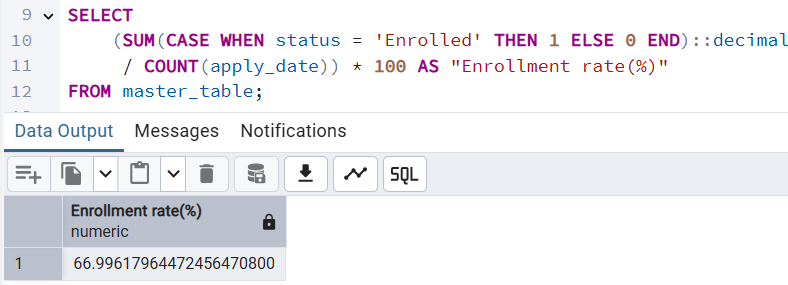 9 SELECT
10 (SUM(CASE WHEN status = 'Enrolled' THEN 1 ELSE 0 END)::decimal
11 / COUNT(apply_date)) * 100 AS "Enrollment rate(%)"
12 FROM master_table;
Data Output Messages Notifications
SQL
Enrollment rate(%)
numeric
1 66.99617964472456470800